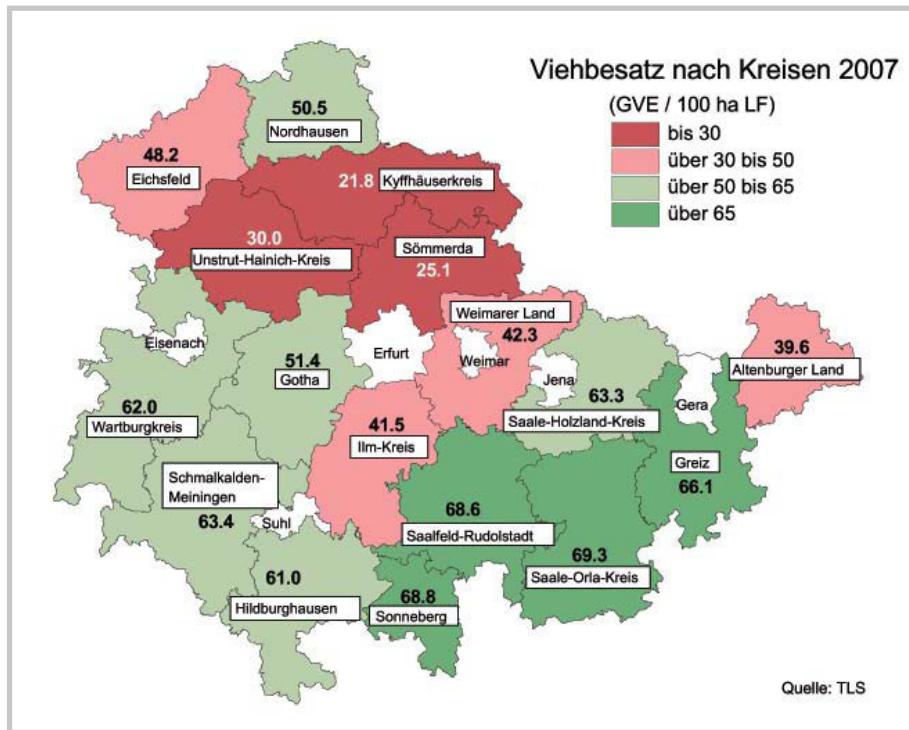 Viehbesatz nach Kreisen 2007
(GVE / 100 ha LF)
bis 30
über 30 bis 50
über 50 bis 65
über 65
50.5
Nordhausen
48.2
Eichsfeld
21.8 Kyffhäuserkreis
30.0
Unstrut-Hainich-Kreis
Sömmerda
25.1
Weimarer Land
42.3
Eisenach
Erfurt
Weimar
51.4
Gotha
Jena
39.6
Altenburger Land
62.0
Wartburgkreis
63.3
Saale-Holzland-Kreis
Gera
41.5
Ilm-Kreis
Greiz
66.1
Schmalkalden-
Meiningen
63.4
Suhl
68.6
Saalfeld-Rudolstadt
69.3
Saale-Orla-Kreis
61.0
Hildburghausen
68.8
Sonneberg
Quelle: TLS